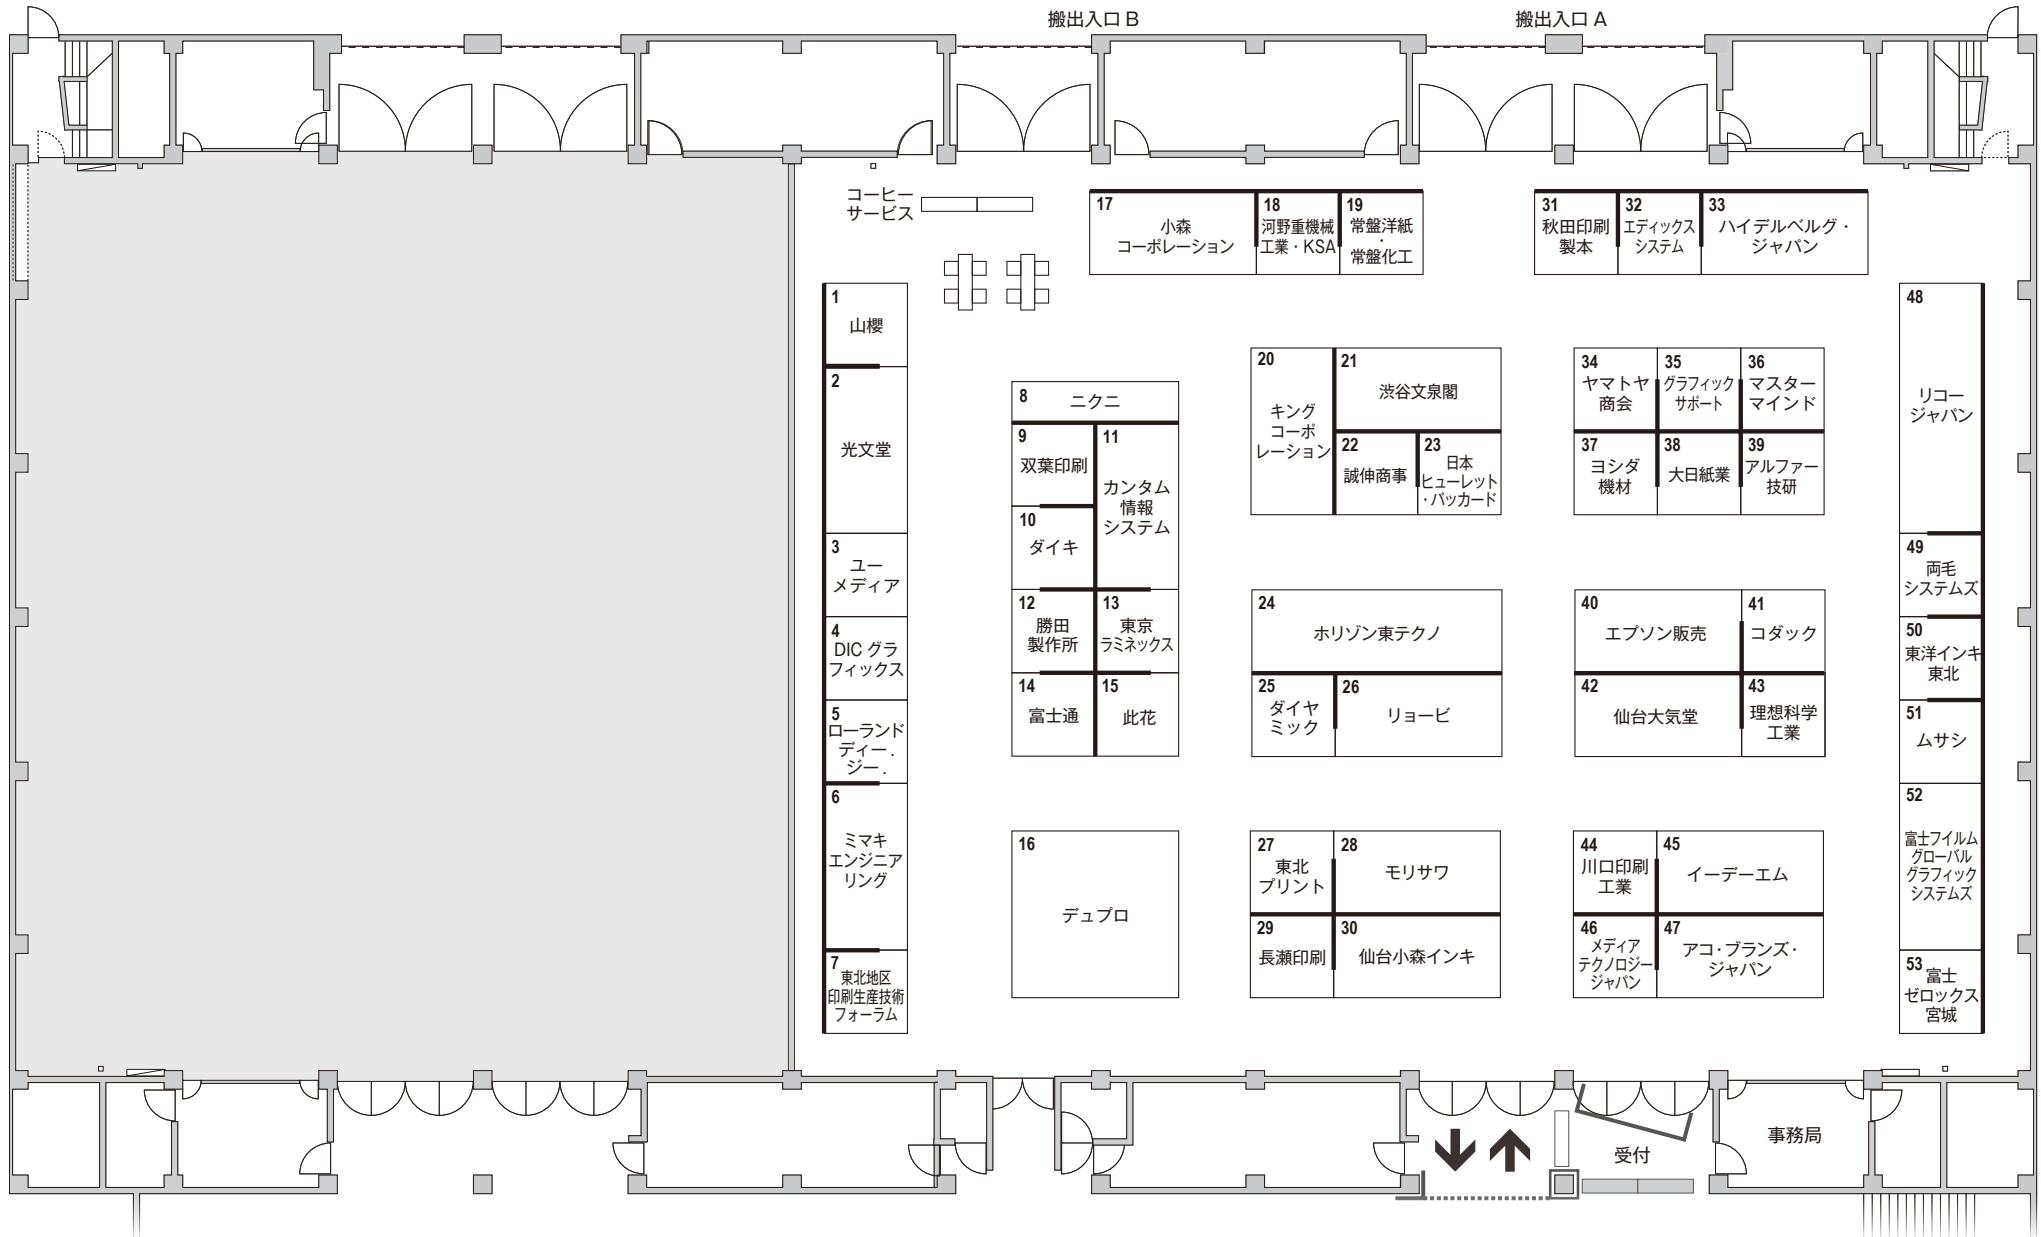 搬出入口 B
搬出入口 A
コーヒー
サービス
17
小森
コーポレーション
18
河野重機械
工業・KSA
19
常盤洋紙
・
常盤化工
31
秋田印刷
製本
32
エディックス
システム
33
ハイデルベルグ・
ジャパン
1
山櫻
2
光文堂
3
ユー
メディア
4
DIC グラ
フィックス
5
ローランド
ディー．
ジー．
6
ミマキ
エンジニア
リング
7
東北地区
印刷生産技術
フォーラム
8
ニクニ
9
双葉印刷
10
ダイキ
11
カンタム
情報
システム
12
勝田
製作所
13
東京
ラミネックス
14
富士通
15
此花
16
デュプロ
20
キング
コーポ
レーション
21
渋谷文泉閣
22
誠伸商事
23
日本
ヒューレット
・パッカード
24
ホリゾン東テクノ
25
ダイヤ
ミック
26
リョービ
27
東北
プリント
28
モリサワ
29
長瀬印刷
30
仙台小森インキ
34
ヤマトヤ
商会
35
グラフィック
サポート
36
マスター
マインド
37
ヨシダ
機材
38
大日紙業
39
アルファー
技研
40
エプソン販売
41
コダック
42
仙台大気堂
43
理想科学
工業
44
川口印刷
工業
45
イーデーエム
46
メディア
テクノロジー
ジャパン
47
アコ・ブランズ・
ジャパン
48
リコー
ジャパン
49
両毛
システムズ
50
東洋インキ
東北
51
ムサシ
52
富士フイルム
グローバル
グラフィック
システムズ
53
富士
ゼロックス
宮城
受付
事務局